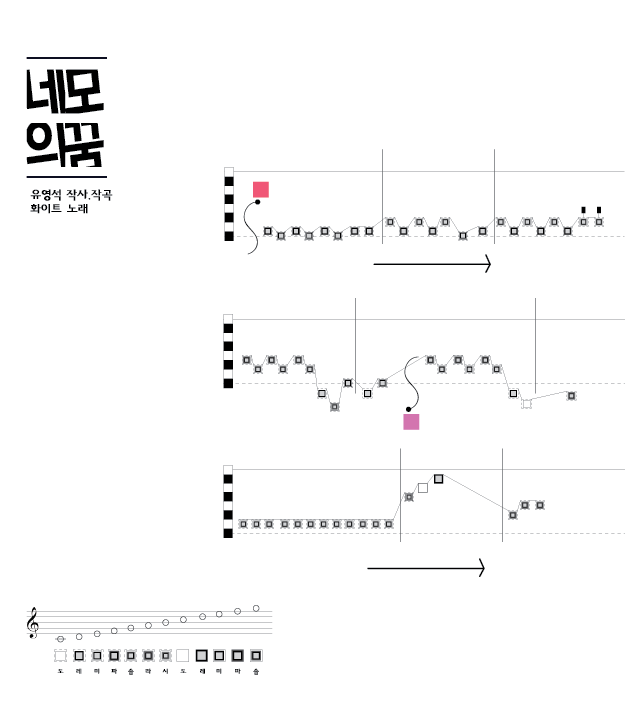 네모
의꿈
유영석 작사.작곡
화이트 노래
도 레 미 파 솔 라 시 도 레 미 파 솔